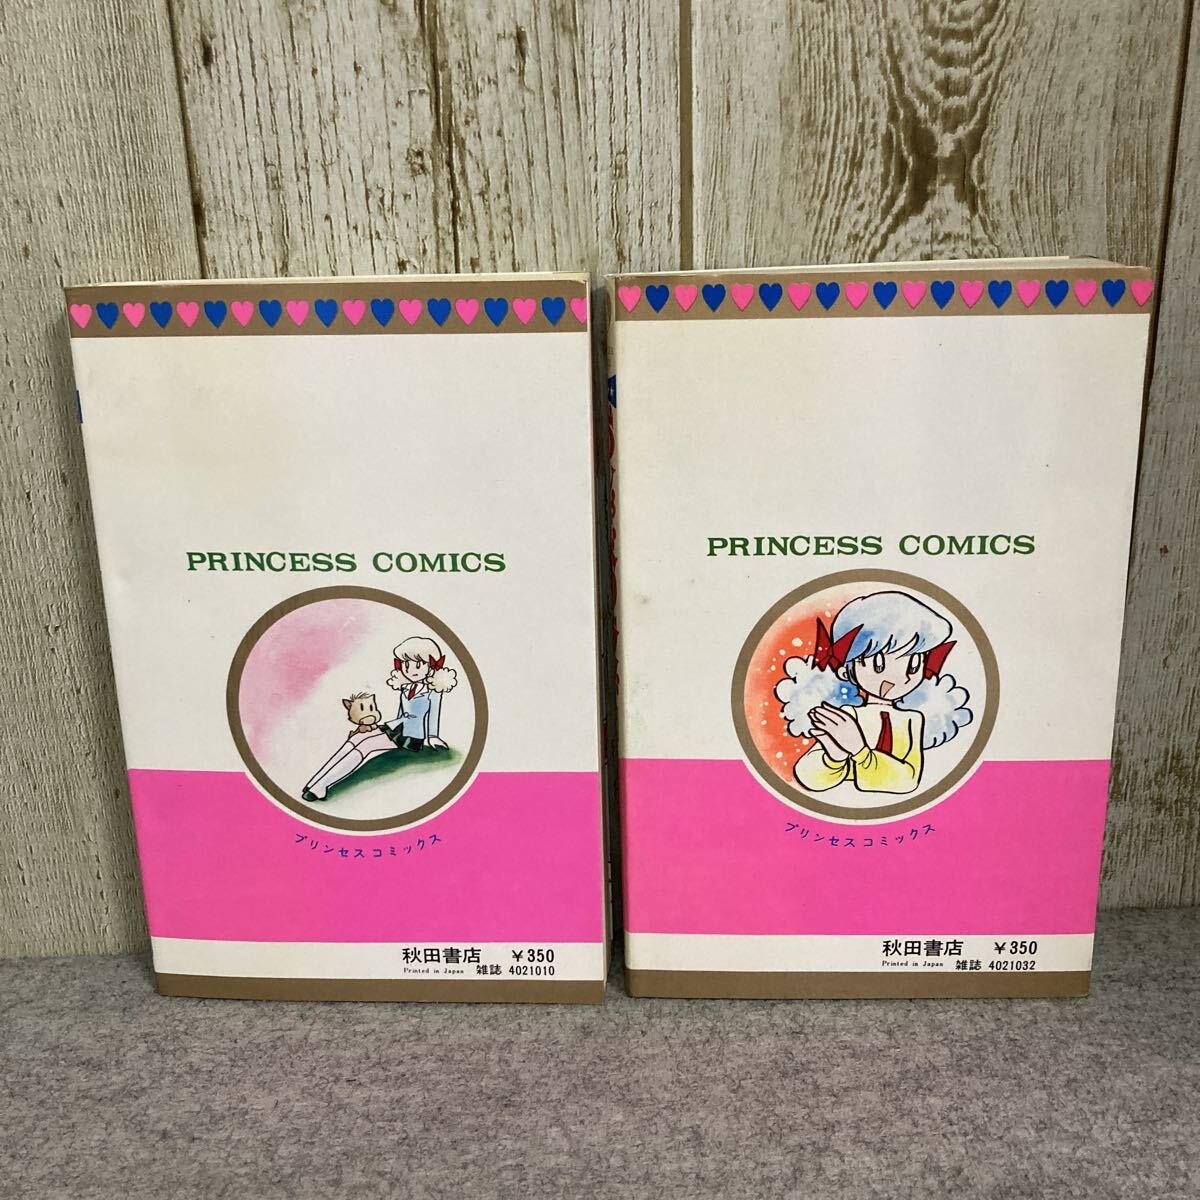 PRINCESS COMICS
プリンセスコミックス
秋田書店 ￥350
Printed in Japan 雑誌 4021010
PRINCESS COMICS
プリンセスコミックス
秋田書店 ￥350
Printed in Japan 雑誌 4021032